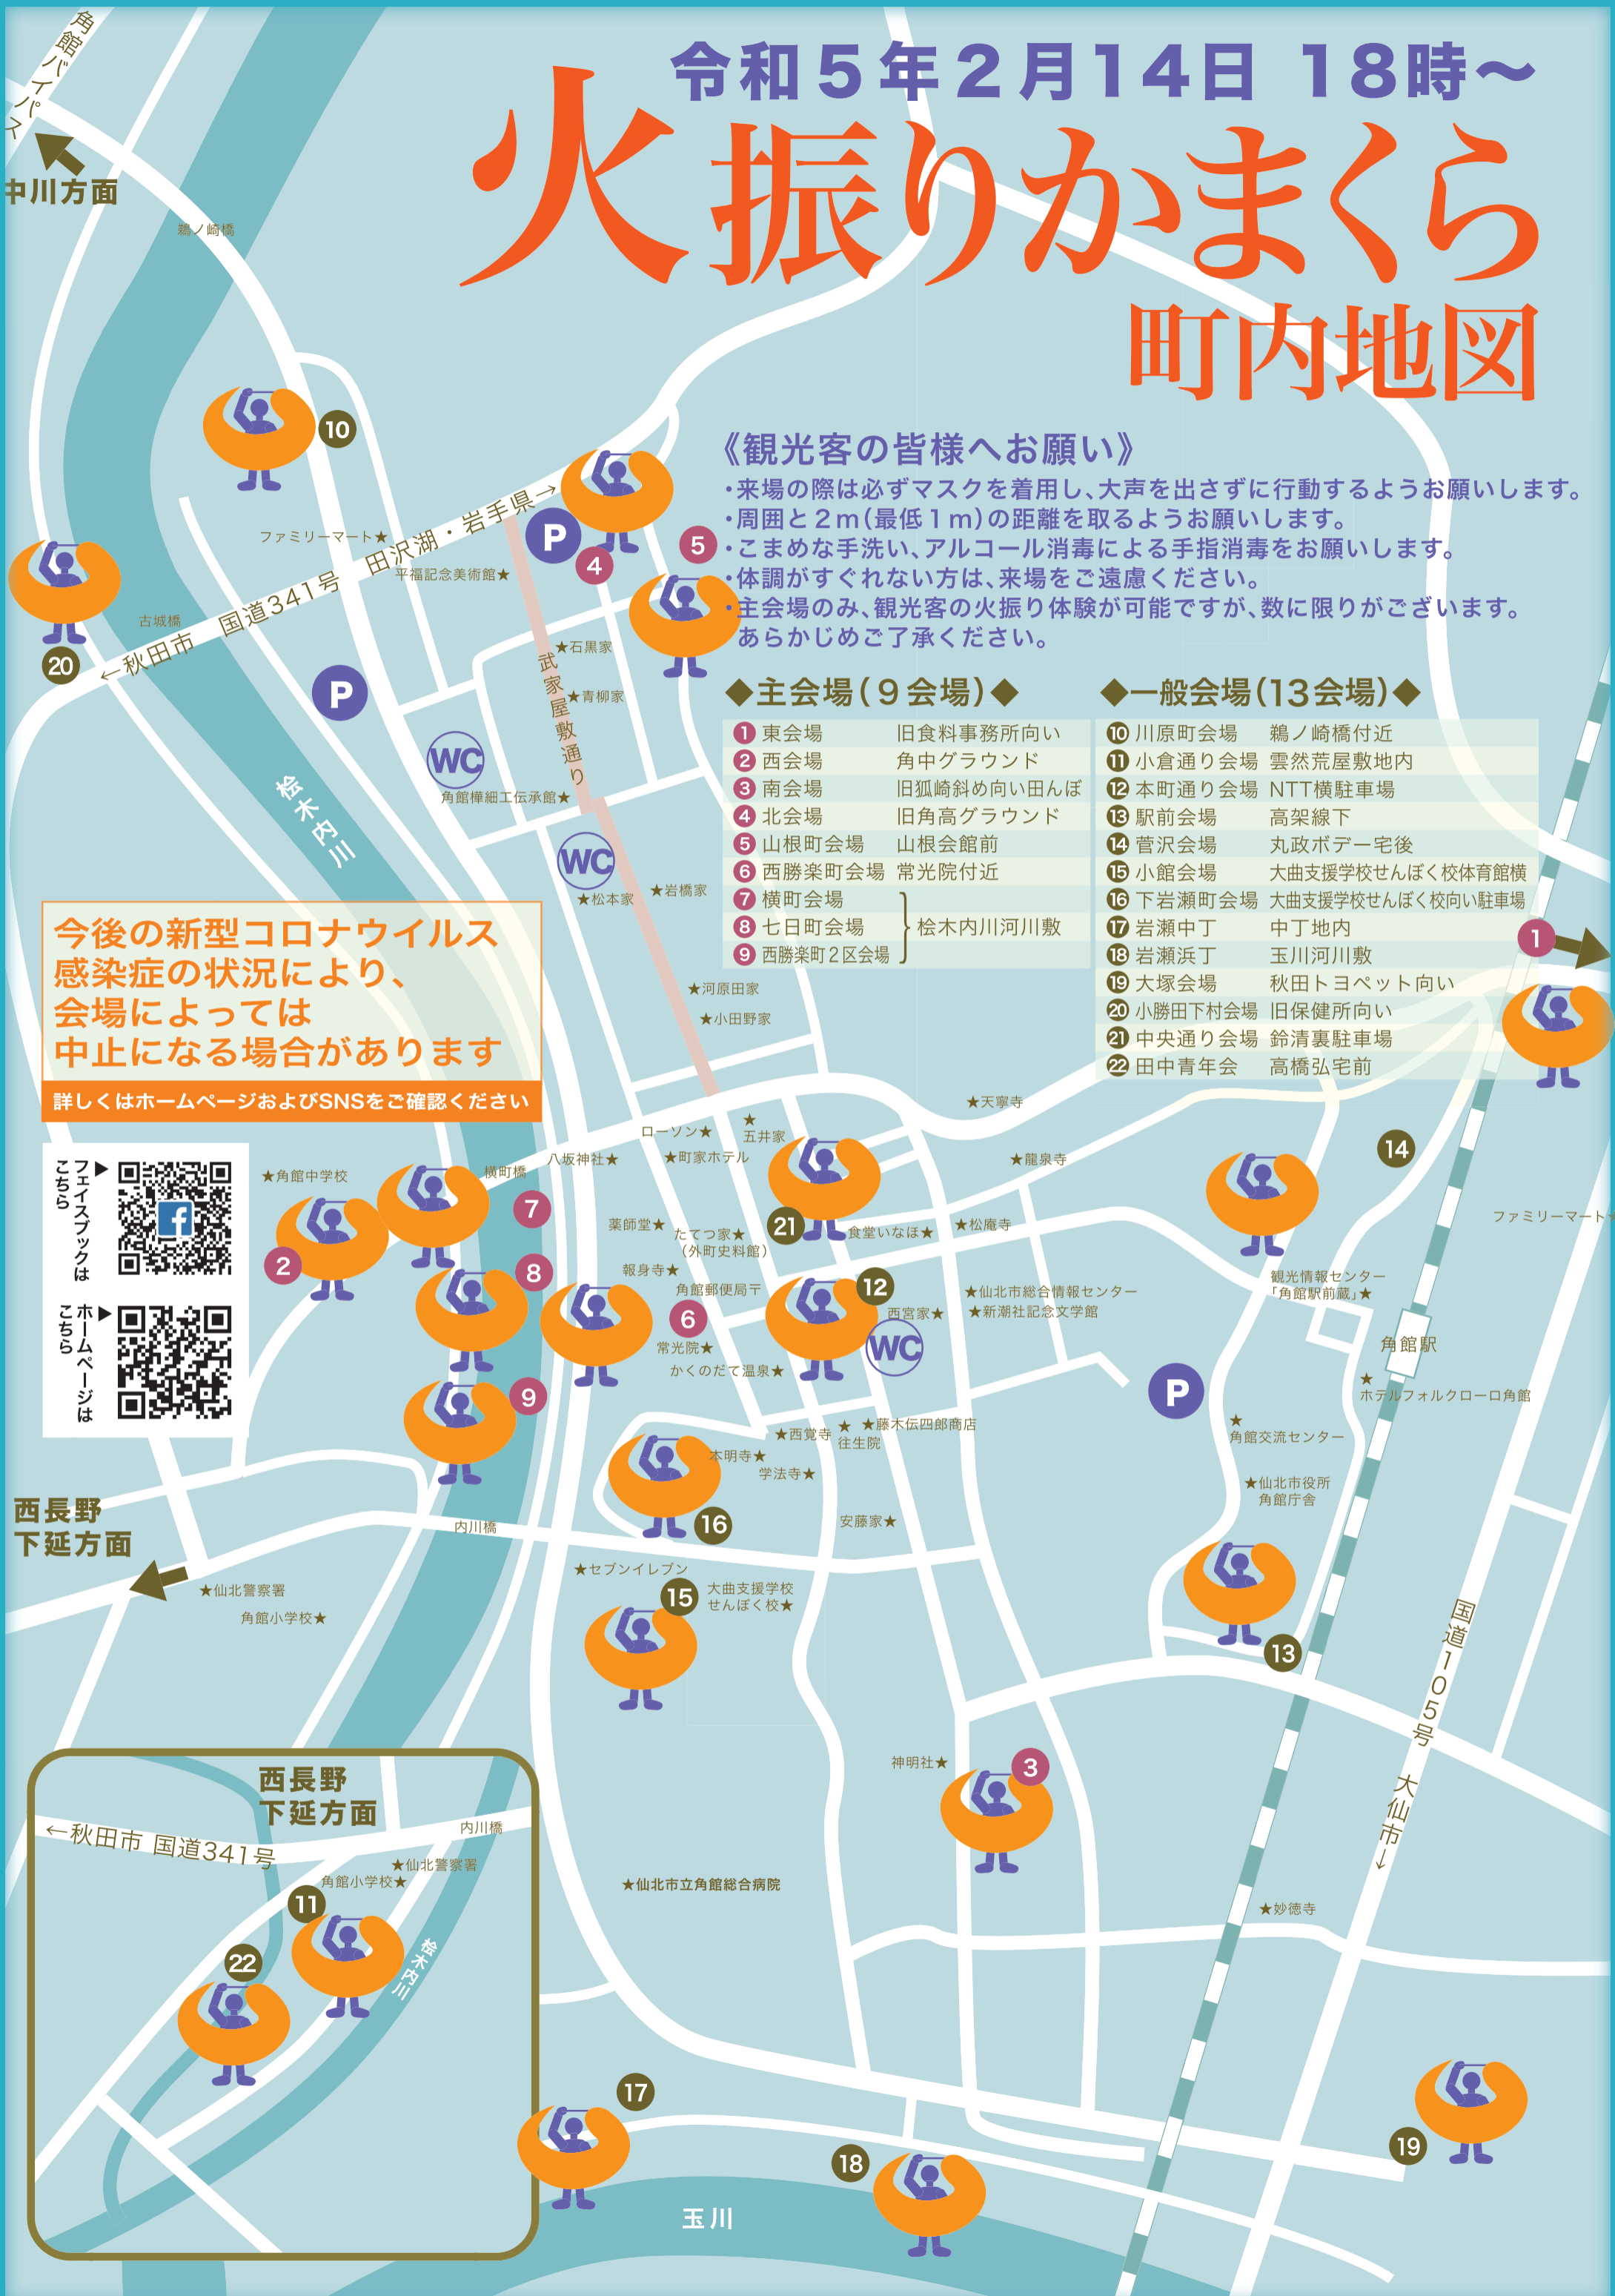 令和5年2月14日 18時～
火振りかまくら
町内地図
角館バイパス
中川方面
鵜ノ崎橋
《観光客の皆様へお願い》
・来場の際は必ずマスクを着用し、大声を出さずに行動するようお願いします。
・周囲と2m（最低1m）の距離を取るようお願いします。
・こまめな手洗い、アルコール消毒による手指消毒をお願いします。
・体調がすぐれない方は、来場をご遠慮ください。
・主会場のみ、観光客の火振り体験が可能ですが、数に限りがございます。
あらかじめご了承ください。
◆主会場（9会場）◆
1 東会場 旧食料事務所向い
2 西会場 角中グラウンド
3 南会場 旧狐崎斜め向い田んぼ
4 北会場 旧角高グラウンド
5 山根町会場 山根会館前
6 西勝楽町会場 常光院付近
7 横町会場
8 七日町会場 桧木内川河川敷
9 西勝楽町2区会場
◆一般会場（13会場）◆
10 川原町会場 鵜ノ崎橋付近
11 小倉通り会場 雲然荒屋敷地内
12 本町通り会場 NTT横駐車場
13 駅前会場 高架線下
14 菅沢会場 丸政ボデー宅後
15 小館会場 大曲支援学校せんぼく校体育館横
16 下岩瀬町会場 大曲支援学校せんぼく校向い駐車場
17 岩瀬中丁 中丁地内
18 岩瀬浜丁 玉川河川敷
19 大塚会場 秋田トヨペット向い
20 小勝田下村会場 旧保健所向い
21 中央通り会場 鈴清裏駐車場
22 田中青年会 高橋弘宅前
10
ファミリーマート★
←秋田市 国道341号 田沢湖・岩手県→
平福記念美術館★
P
4
5
古城橋
20
P
★石黒家
武家屋敷通り
★青柳家
WC
角館樺細工伝承館★
桧木内川
WC
★松本家
★岩橋家
1
今後の新型コロナウイルス
感染症の状況により、
会場によっては
中止になる場合があります
詳しくはホームページおよびSNSをご確認ください
★河原田家
★小田野家
フェイスブックは
こちら
ホームページは
こちら
★天寧寺
ローソン★
★
五井家
八坂神社★
★町家ホテル
★龍泉寺
14
★角館中学校
横町橋
7
2
8
9
薬師堂★
たてつ家★
（外町史料館）
21
食堂いなほ★
★松庵寺
ファミリーマート★
報身寺★
角館郵便局〒
12
6
西宮家★
WC
★仙北市総合情報センター
★新潮社記念文学館
観光情報センター
「角館駅前蔵」★
常光院★
かくのだて温泉★
角館駅
P
★
ホテルフォルクローロ角館
★西覚寺
★
往生院
★藤木伝四郎商店
★
角館交流センター
本明寺★
学法寺★
★仙北市役所
角館庁舎
西長野
下延方面
内川橋
16
安藤家★
★仙北警察署
角館小学校★
★セブンイレブン
15
大曲支援学校
せんぼく校★
13
国道105号 大仙市→
神明社★
3
★仙北市立角館総合病院
★妙徳寺
西長野
下延方面
←秋田市 国道341号
内川橋
★仙北警察署
角館小学校★
11
22
桧木内川
17
18
19
玉川